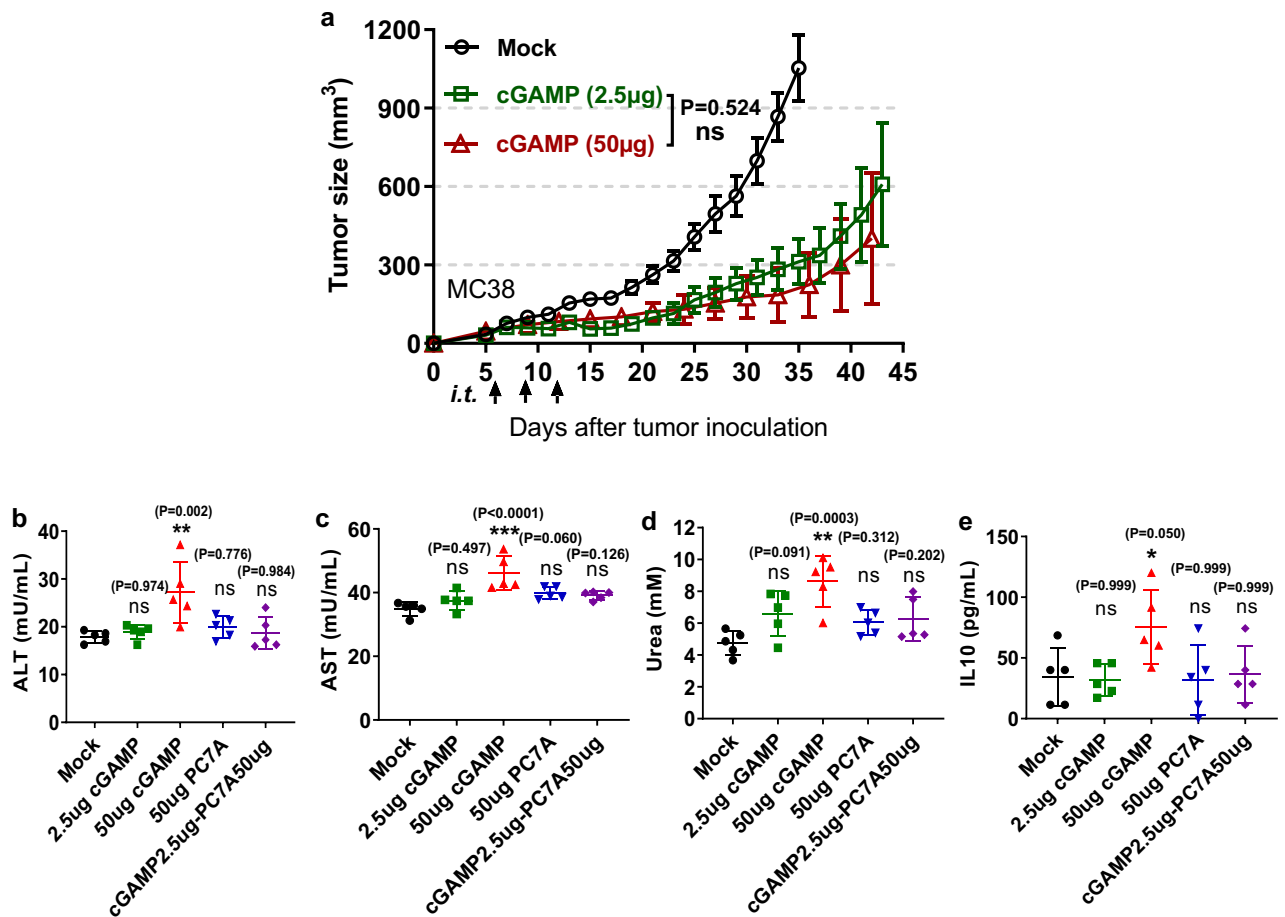 a
Tumor size (mm³)
1200
900
600
300
0
Mock
cGAMP (2.5µg)
cGAMP (50µg)
P=0.524
ns
MC38
0 5 10 15 20 25 30 35 40 45
i.t.
Days after tumor inoculation
b
ALT (mU/mL)
40
30
20
10
0
(P=0.974)
ns
(P=0.002)
**
(P=0.776)
ns
(P=0.984)
ns
Mock
2.5ug cGAMP
50ug cGAMP
50ug PC7A
cGAMP2.5ug-PC7A50ug
c
AST (mU/mL)
60
40
20
0
(P=0.497)
ns
(P<0.0001)
***
(P=0.060)
ns
(P=0.126)
ns
Mock
2.5ug cGAMP
50ug cGAMP
50ug PC7A
cGAMP2.5ug-PC7A50ug
d
Urea (mM)
12
10
8
6
4
2
0
(P=0.091)
ns
(P=0.0003)
**
(P=0.312)
ns
(P=0.202)
ns
Mock
2.5ug cGAMP
50ug cGAMP
50ug PC7A
cGAMP2.5ug-PC7A50ug
e
IL10 (pg/mL)
150
100
50
0
(P=0.999)
ns
(P=0.050)
*
(P=0.999)
ns
(P=0.999)
ns
Mock
2.5ug cGAMP
50ug cGAMP
50ug PC7A
cGAMP2.5ug-PC7A50ug